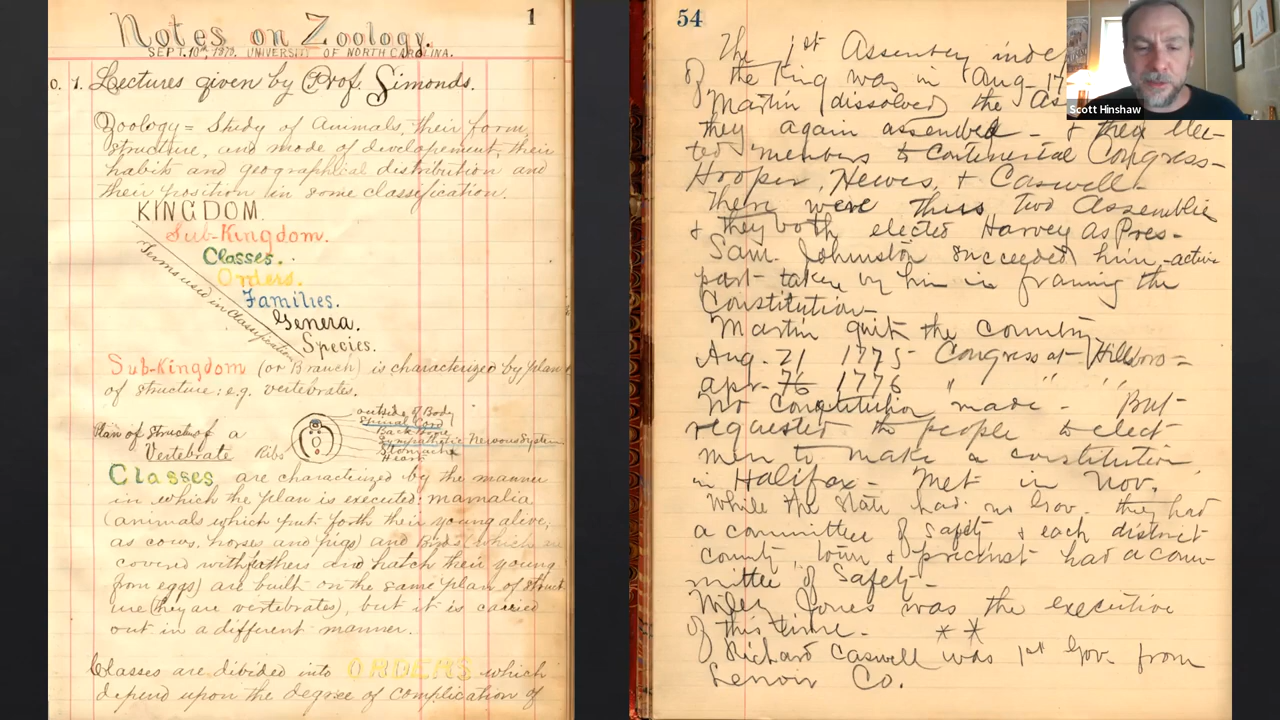 1
Notes on Zoology.
SEPT. 10th, 1879, UNIVERSITY OF NORTH CAROLINA.
0. 1. Lectures given by Prof. Simonds.
Zoology = Study of Animals, their form,
structure, and mode of developement, their
habits and geographical distribution and
their position in some classification.
KINGDOM.
Sub-Kingdom.
Classes.
Orders.
Families.
Genera.
Species.
Terms used in Classification
Sub-Kingdom (or Branch) is characterized by plan
of structure: e.g. vertebrates.
Plan of Struct. of a
Vertebrate
Ribs
outside of Body
Spinal Cord
Back Bone
Sympathetic Nervous System
Stomache
Heart
Classes are characterized by the manner
in which the plan is executed: mamalia
(animals which put forth their young alive,
as cows, horses and pigs) and Birds (which are
covered with feathers and hatch their young
from eggs) are built on the same plan of struct
ure (they are vertebrates), but it is carried
out in a different manner.
Classes are divided into ORDERS which
depend upon the degree of complication of
54
The 1st Assembly inde
of the King was in Aug. 17
Martin dissolved the As
they again assembled - & they elec-
ted members to Continental Congress-
Hooper Hewes, & Caswell-
There were thus two Assemblie
& they both elected Harvey as Pres-
Sam. Johnston succeeded him,-active
part taken by him in framing the
Constitution-
Martin quit the country
Aug. 21 1775- Congress at Hillsboro=
Apr. 1776 " " "
No Constitution made - But
requested the people to elect
men to make a constitution
in Halifax - Met in Nov.
While the State had no Gov. they had
a committee of safety & each district
county, town & precinct had a com-
mittee of Safety-
Wiley Jones was the executive
of this time. * *
Richard Caswell was 1st Gov. from
Lenoir Co.
Scott Hinshaw